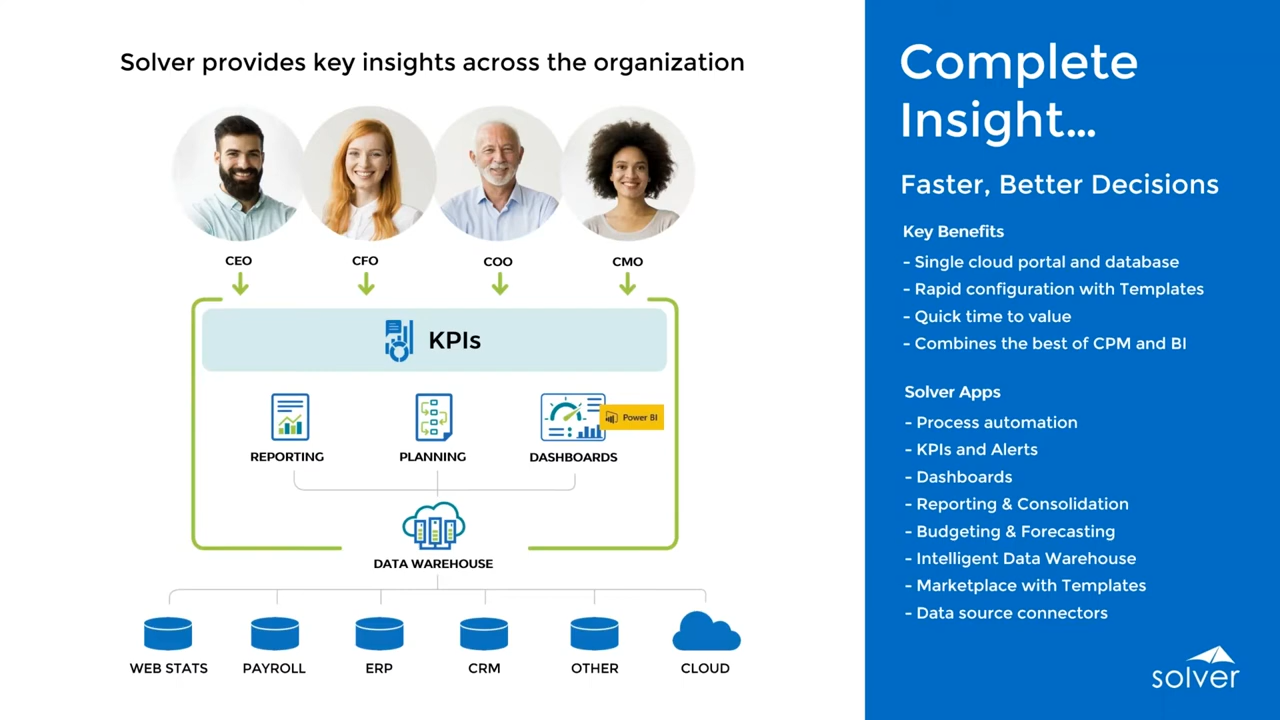 Solver provides key insights across the organization
CEO
CFO
COO
CMO
KPIs
REPORTING
PLANNING
DASHBOARDS
Power BI
DATA WAREHOUSE
WEB STATS
PAYROLL
ERP
CRM
OTHER
CLOUD
Complete
Insight...
Faster, Better Decisions
Key Benefits
- Single cloud portal and database
- Rapid configuration with Templates
- Quick time to value
- Combines the best of CPM and BI
Solver Apps
- Process automation
- KPIs and Alerts
- Dashboards
- Reporting & Consolidation
- Budgeting & Forecasting
- Intelligent Data Warehouse
- Marketplace with Templates
- Data source connectors
solver